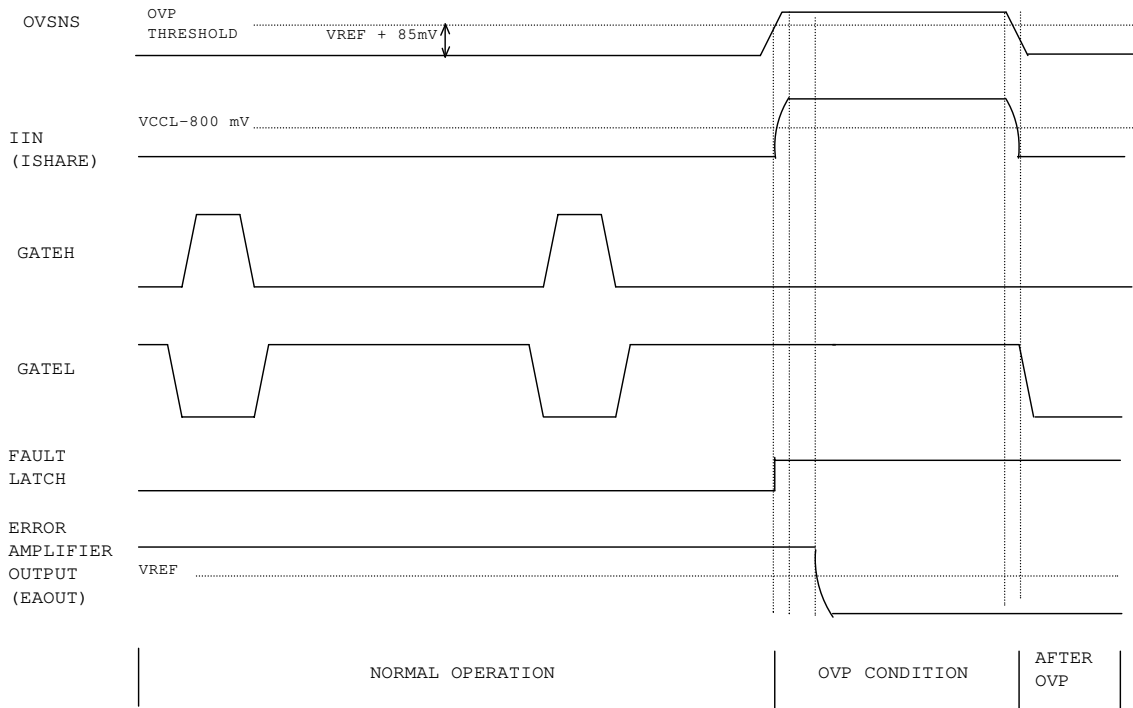 OVSNS
OVP
THRESHOLD
VREF + 85mV
VCCL-800 mV
IIN
(ISHARE)
GATEH
GATEL
FAULT
LATCH
ERROR
AMPLIFIER
OUTPUT
(EAOUT)
VREF
NORMAL OPERATION
OVP CONDITION
AFTER
OVP